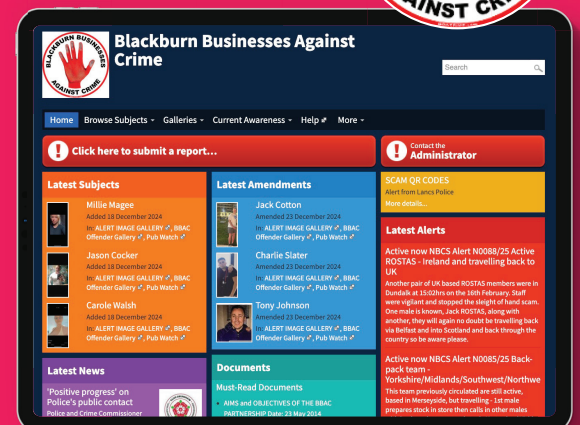 AINST CRI
BLACKBURN BUSINESSES
AGAINST CRIME
Blackburn Businesses Against
Crime
Search
Home Browse Subjects Galleries Current Awareness Help More
! Click here to submit a report...
! Contact the
Administrator
Latest Subjects
Millie Magee
Added 18 December 2024
In: ALERT IMAGE GALLERY, BBAC
Offender Gallery, Pub Watch
Jason Cocker
Added 18 December 2024
In: ALERT IMAGE GALLERY, BBAC
Offender Gallery, Pub Watch
Carole Walsh
Added 18 December 2024
In: ALERT IMAGE GALLERY, BBAC
Offender Gallery, Pub Watch
Latest Amendments
Jack Cotton
Amended 23 December 2024
In: ALERT IMAGE GALLERY, BBAC
Offender Gallery, Pub Watch
Charlie Slater
Amended 23 December 2024
In: ALERT IMAGE GALLERY, BBAC
Offender Gallery, Pub Watch
Tony Johnson
Amended 23 December 2024
In: ALERT IMAGE GALLERY, BBAC
Offender Gallery, Pub Watch
SCAM QR CODES
Alert from Lancs Police
More details...
Latest Alerts
Active now NBCS Alert N0088/25 Active
ROSTAS - Ireland and travelling back to
UK
Another pair of UK based ROSTAS members were in
Dundalk at 15:02hrs on the 16th February. Staff
were vigilant and stopped the sleight of hand scam.
One male is known, Jack ROSTAS, along with
another, they will again no doubt be travelling back
via Belfast and into Scotland and back through the
country so be aware please.
Active now NBCS Alert N0085/25 Back-
pack team -
Yorkshire/Midlands/Southwest/Northwe
This team previously circulated are still active,
based in Merseyside, but travelling - 1st male
prepares stock in store then calls in other males
Latest News
'Positive progress' on
Police's public contact
Police and Crime Commissioner
Documents
Must-Read Documents
AIMS and OBJECTIVES OF THE BBAC
PARTNERSHIP Date: 23 May 2014